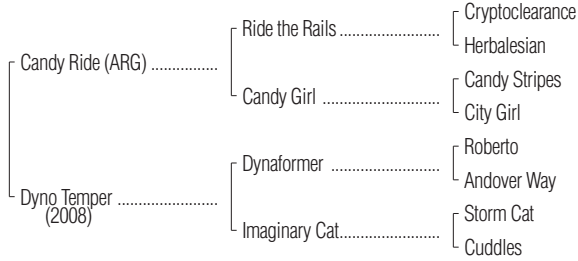 Cryptoclearance
Ride the Rails ........................
Herbalesian
Candy Ride (ARG) ................
Candy Stripes
Candy Girl ............................
City Girl
Roberto
Dynaformer ..........................
Andover Way
Dyno Temper ........................
(2008)
Storm Cat
Imaginary Cat........................
Cuddles